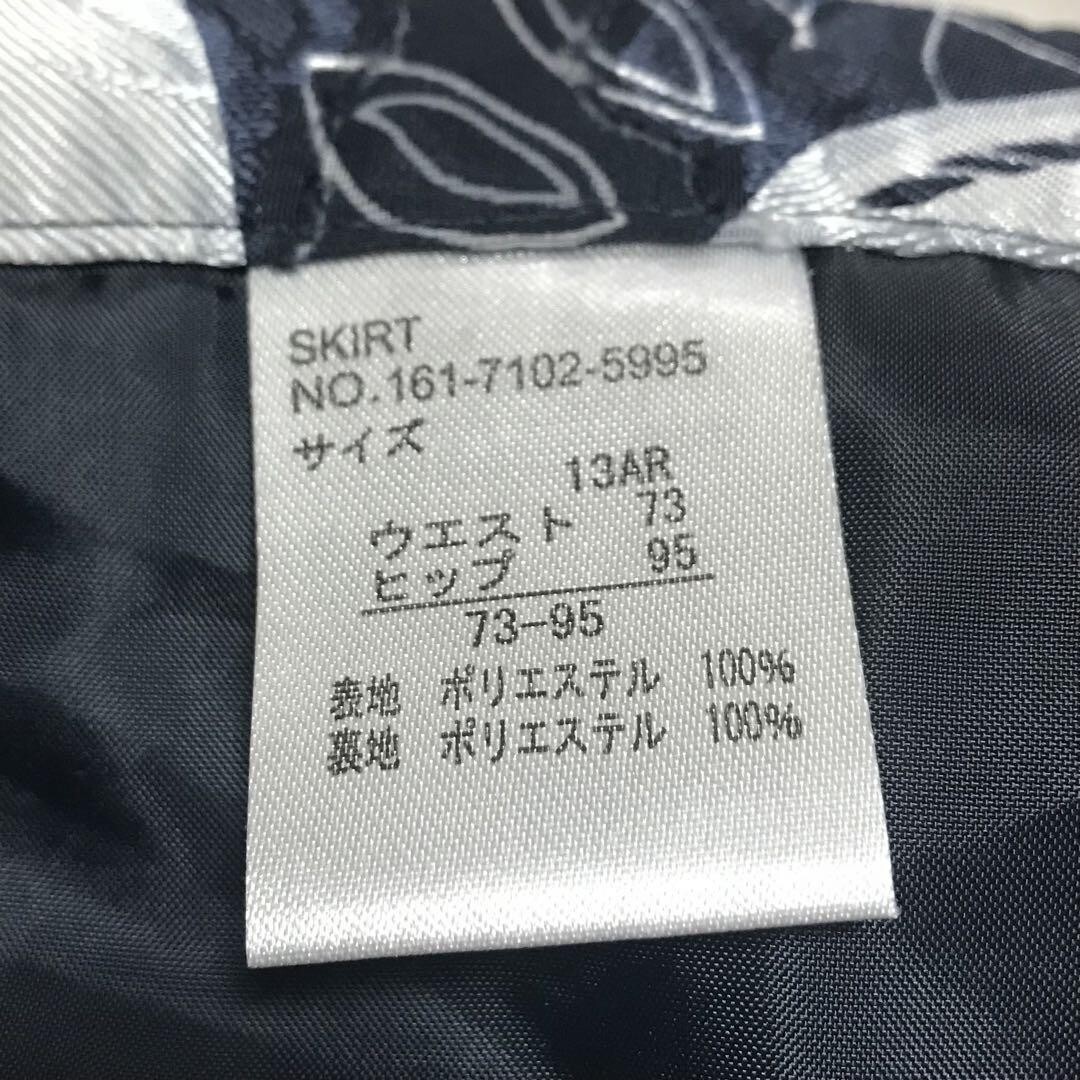 SKIRT
NO.161-7102-5995
サイズ
13AR
ウエスト 73
ヒップ 95
73-95
表地 ポリエステル 100%
裏地 ポリエステル 100%